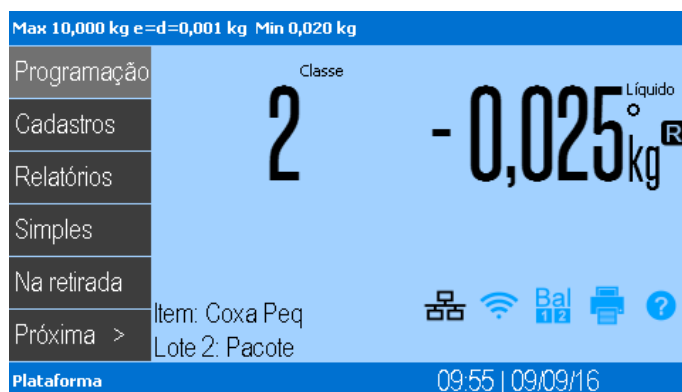 Max 10,000 kg e=d=0,001 kg Min 0,020 kg
Programação
Cadastros
Relatórios
Simples
Na retirada
Próxima >
Classe
2
Líquido
- 0,025 kg
R
Bal
1 2
?
Item: Coxa Peq
Lote 2: Pacote
Plataforma
09:55 | 09/09/16